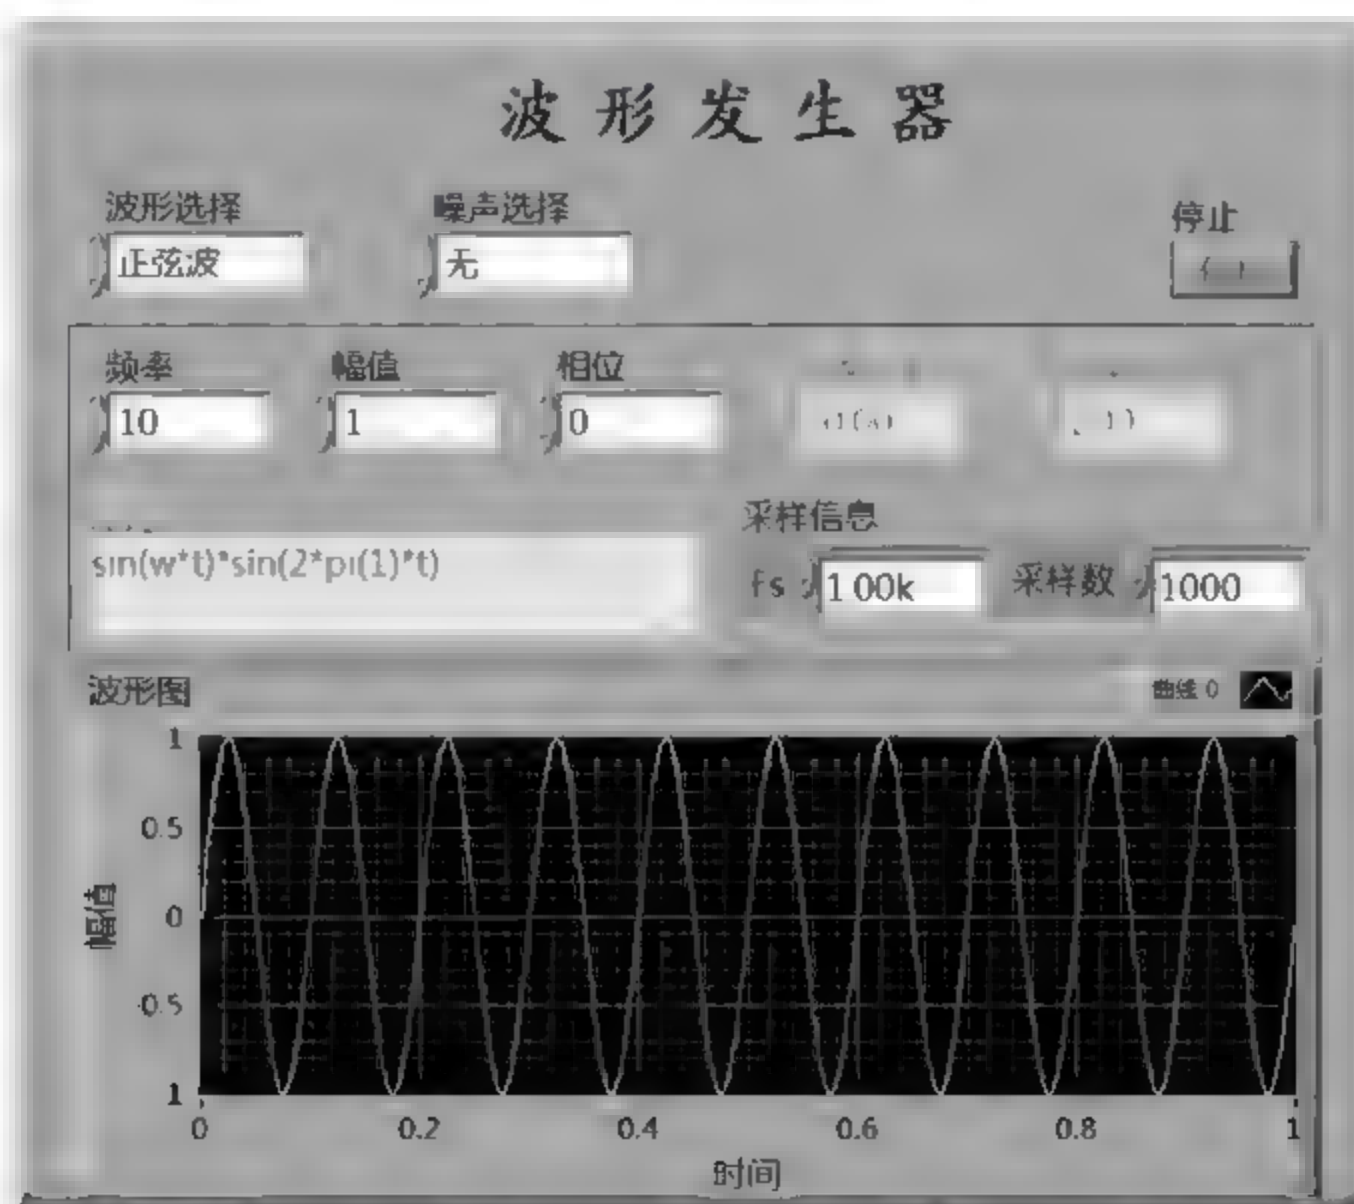 波形发生器
波形选择 噪声选择 停止
正弦波 无
频率 幅值 相位
10 1 0
采样信息
sin(w*t)*sin(2*pi(1)*t)
fs 1 00k 采样数 1000
波形图 曲线 0
1
0.5
0
-0.5
1
幅值
0 0.2 0.4 0.6 0.8 1
时间